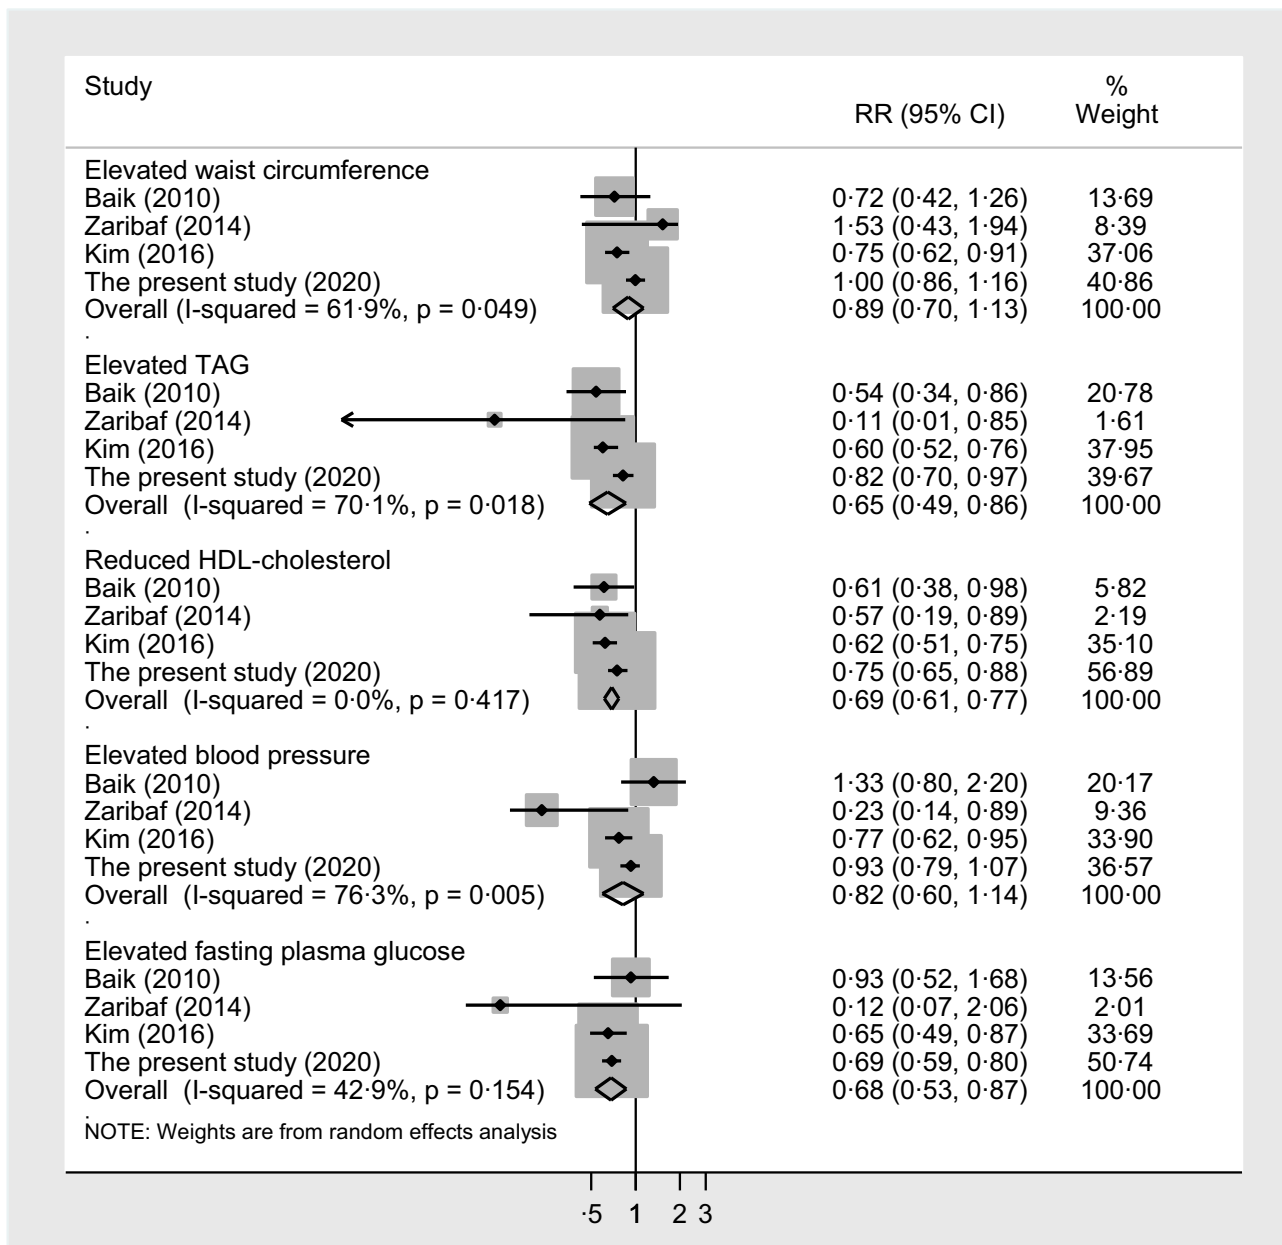 Study
%
RR (95% CI) Weight
Elevated waist circumference
Baik (2010) 0·72 (0·42, 1·26) 13·69
Zaribaf (2014) 1·53 (0·43, 1·94) 8·39
Kim (2016) 0·75 (0·62, 0·91) 37·06
The present study (2020) 1·00 (0·86, 1·16) 40·86
Overall (I-squared = 61·9%, p = 0·049) 0·89 (0·70, 1·13) 100·00
.
Elevated TAG
Baik (2010) 0·54 (0·34, 0·86) 20·78
Zaribaf (2014) 0·11 (0·01, 0·85) 1·61
Kim (2016) 0·60 (0·52, 0·76) 37·95
The present study (2020) 0·82 (0·70, 0·97) 39·67
Overall (I-squared = 70·1%, p = 0·018) 0·65 (0·49, 0·86) 100·00
.
Reduced HDL-cholesterol
Baik (2010) 0·61 (0·38, 0·98) 5·82
Zaribaf (2014) 0·57 (0·19, 0·89) 2·19
Kim (2016) 0·62 (0·51, 0·75) 35·10
The present study (2020) 0·75 (0·65, 0·88) 56·89
Overall (I-squared = 0·0%, p = 0·417) 0·69 (0·61, 0·77) 100·00
.
Elevated blood pressure
Baik (2010) 1·33 (0·80, 2·20) 20·17
Zaribaf (2014) 0·23 (0·14, 0·89) 9·36
Kim (2016) 0·77 (0·62, 0·95) 33·90
The present study (2020) 0·93 (0·79, 1·07) 36·57
Overall (I-squared = 76·3%, p = 0·005) 0·82 (0·60, 1·14) 100·00
.
Elevated fasting plasma glucose
Baik (2010) 0·93 (0·52, 1·68) 13·56
Zaribaf (2014) 0·12 (0·07, 2·06) 2·01
Kim (2016) 0·65 (0·49, 0·87) 33·69
The present study (2020) 0·69 (0·59, 0·80) 50·74
Overall (I-squared = 42·9%, p = 0·154) 0·68 (0·53, 0·87) 100·00
.
NOTE: Weights are from random effects analysis
·5 1 2 3